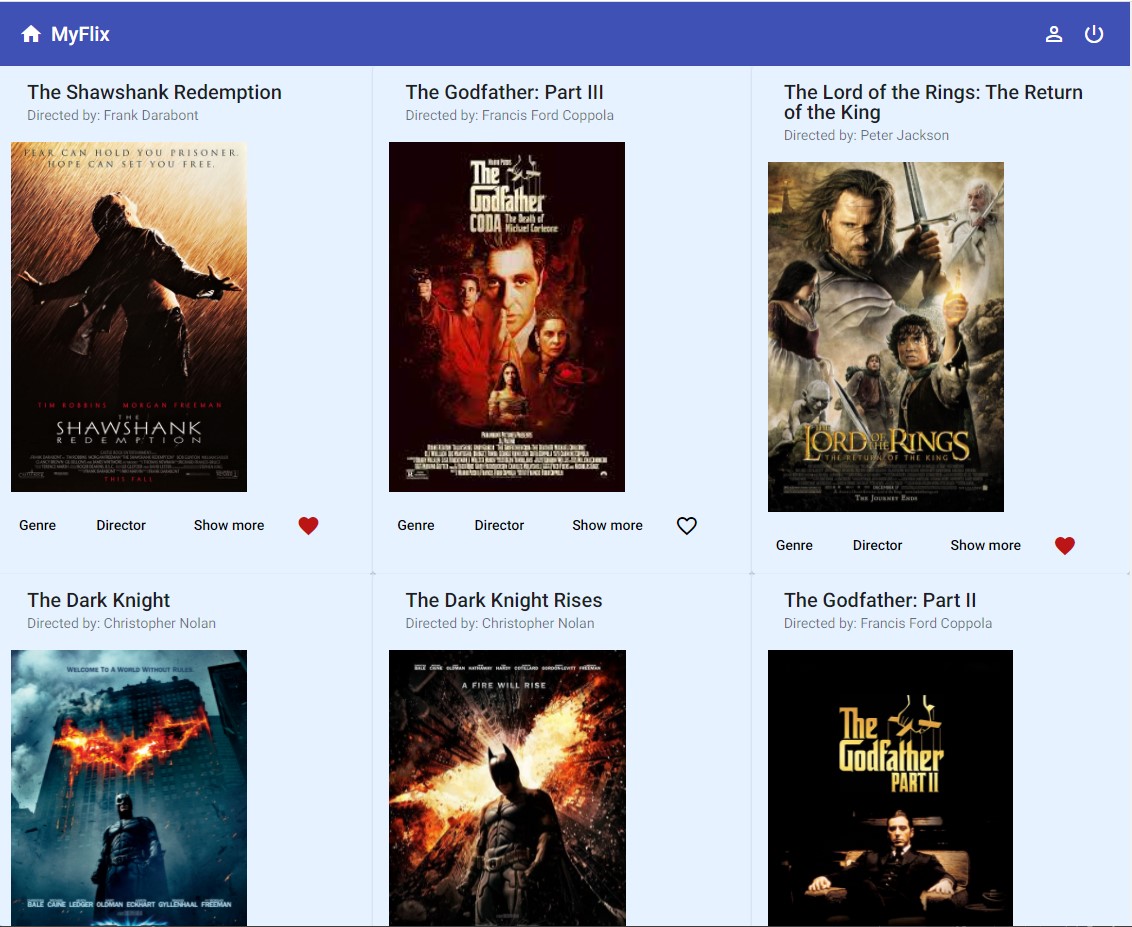 MyFlix
The Shawshank Redemption
Directed by: Frank Darabont
FEAR CAN HOLD YOU PRISONER.
HOPE CAN SET YOU FREE.
TIM ROBBINS MORGAN FREEMAN
THE
SHAWSHANK
REDEMPTION
THIS FALL
Genre
Director
Show more
The Godfather: Part III
Directed by: Francis Ford Coppola
The
Godfather
CODA The Death of
Michael Corleone
Genre
Director
Show more
The Lord of the Rings: The Return
of the King
Directed by: Peter Jackson
THE
LORD OF THE RINGS
THE RETURN OF THE KING
THE JOURNEY ENDS
Genre
Director
Show more
The Dark Knight
Directed by: Christopher Nolan
WELCOME TO A WORLD WITHOUT RULES.
BALE CAINE LEDGER OLDMAN ECKHART GYLLENHAAL FREEMAN
The Dark Knight Rises
Directed by: Christopher Nolan
BALE CAINE OLDMAN HATHAWAY HARDY COTILLARD GORDON-LEVITT FREEMAN
A FIRE WILL RISE
The Godfather: Part II
Directed by: Francis Ford Coppola
The
Godfather
PART II